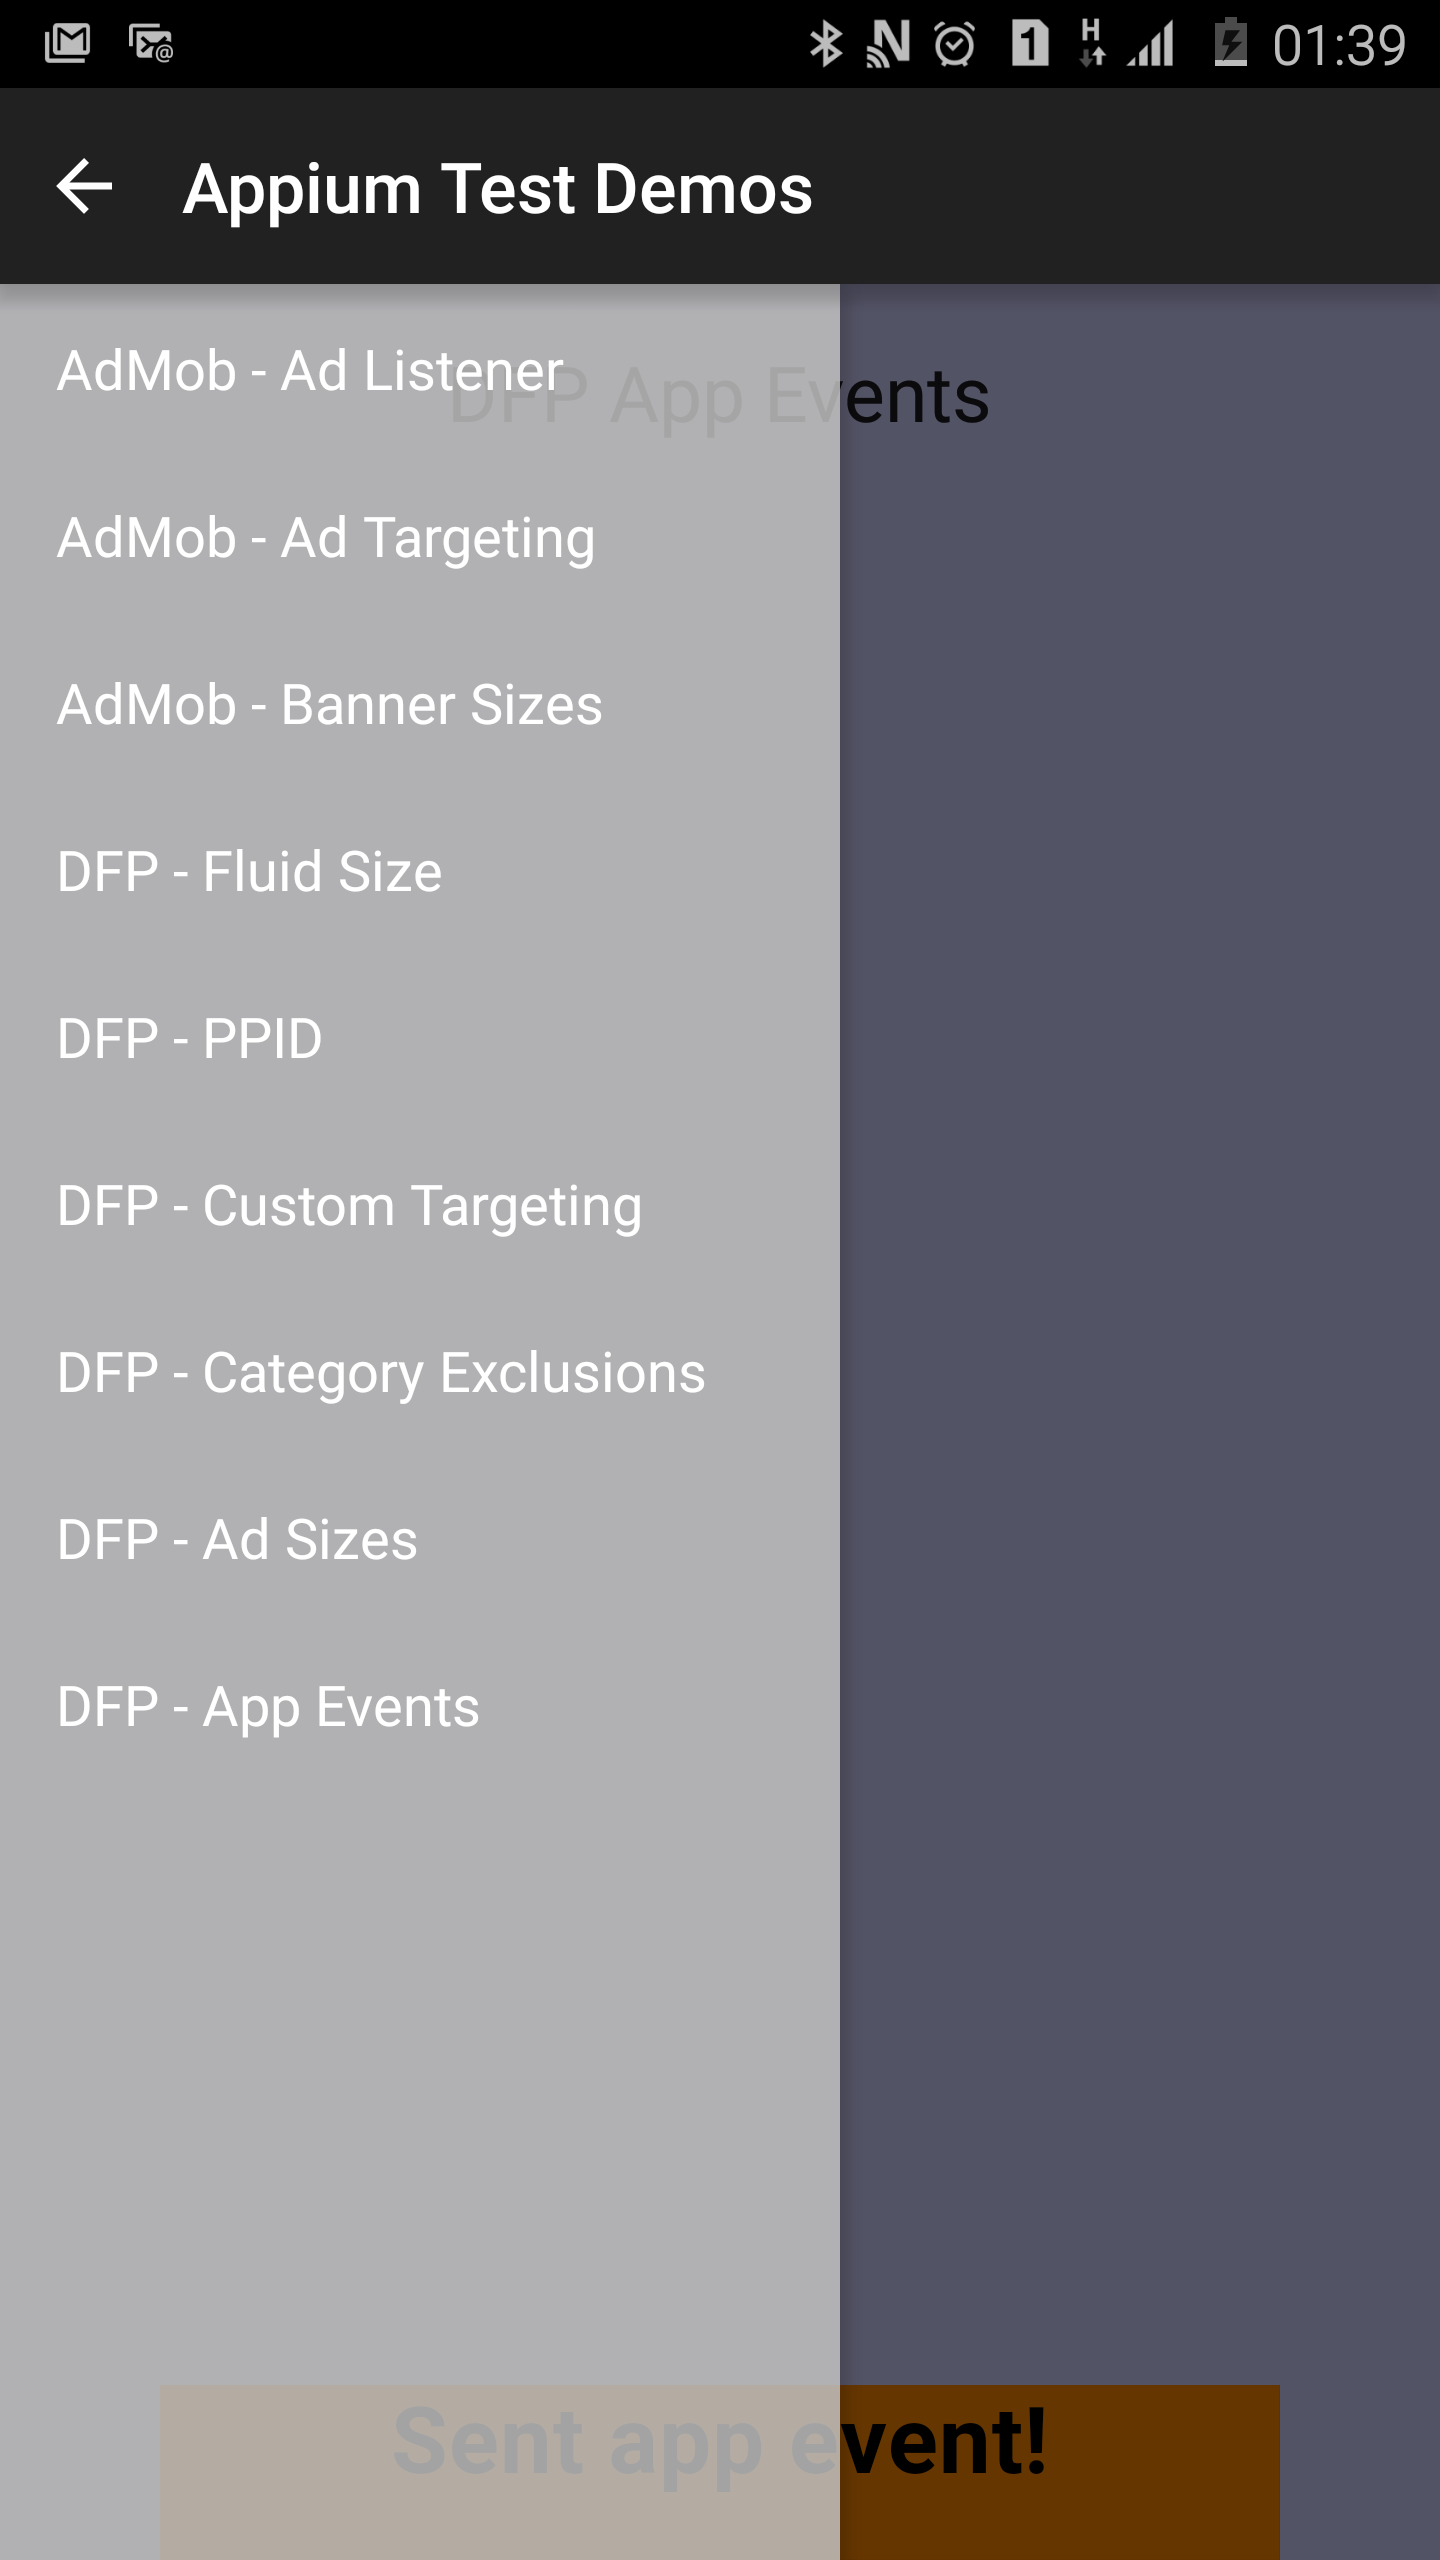 01:39
Appium Test Demos
AdMob - Ad Listener
DFP App Events
AdMob - Ad Targeting
AdMob - Banner Sizes
DFP - Fluid Size
DFP - PPID
DFP - Custom Targeting
DFP - Category Exclusions
DFP - Ad Sizes
DFP - App Events
Sent app event!